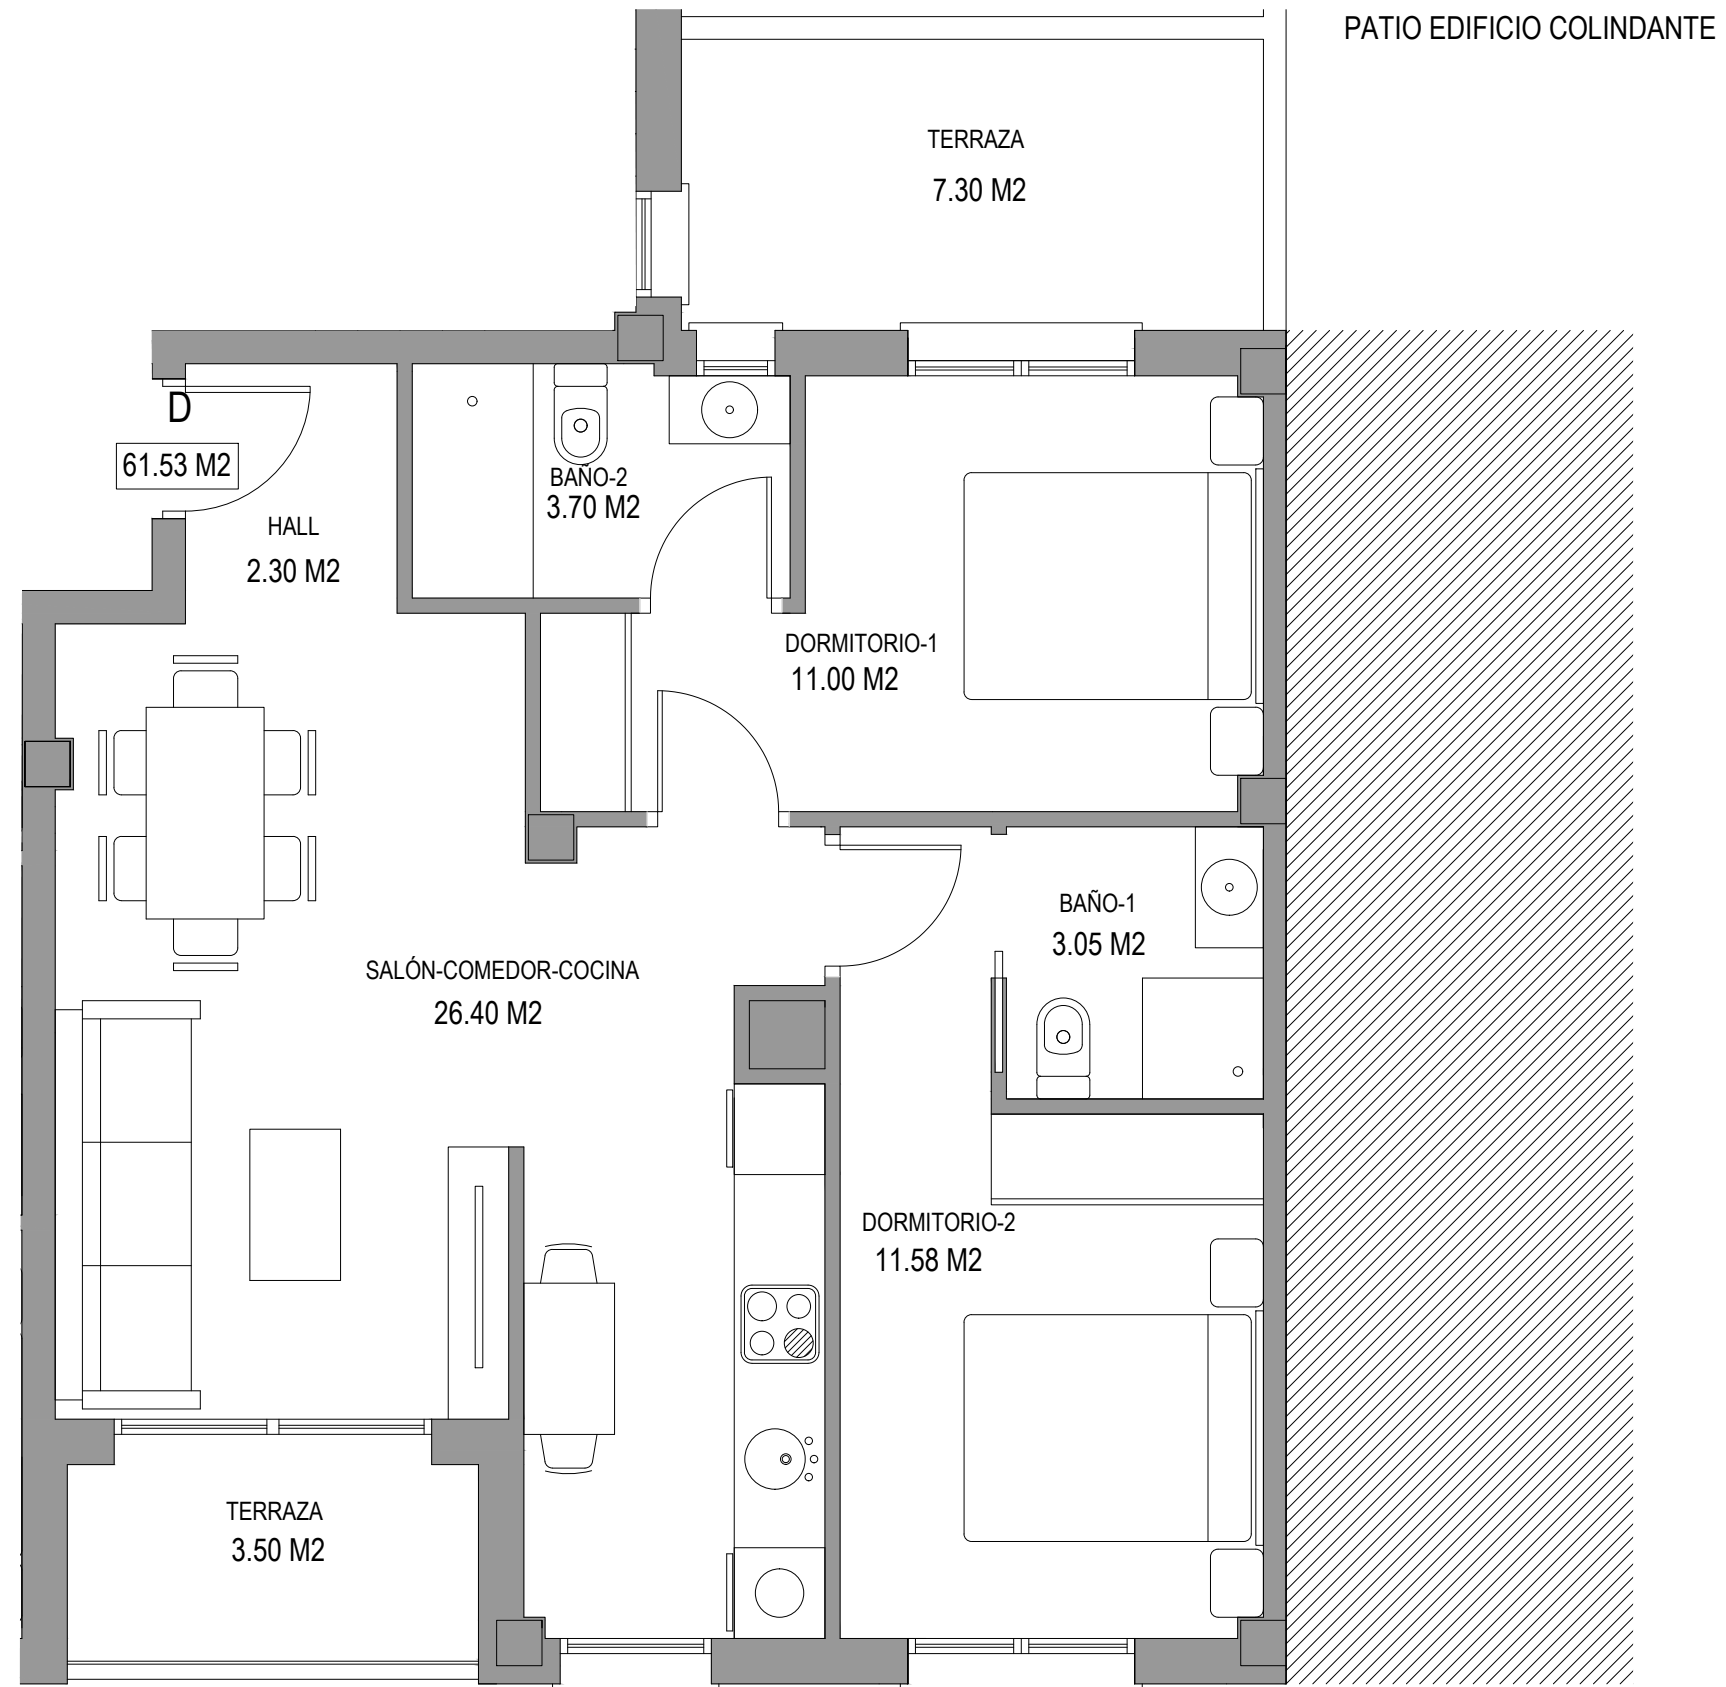 PATIO EDIFICIO COLINDANTE
TERRAZA
7.30 M2
D
61.53 M2
HALL
2.30 M2
BAÑO-2
3.70 M2
DORMITORIO-1
11.00 M2
BAÑO-1
3.05 M2
SALÓN-COMEDOR-COCINA
26.40 M2
DORMITORIO-2
11.58 M2
TERRAZA
3.50 M2